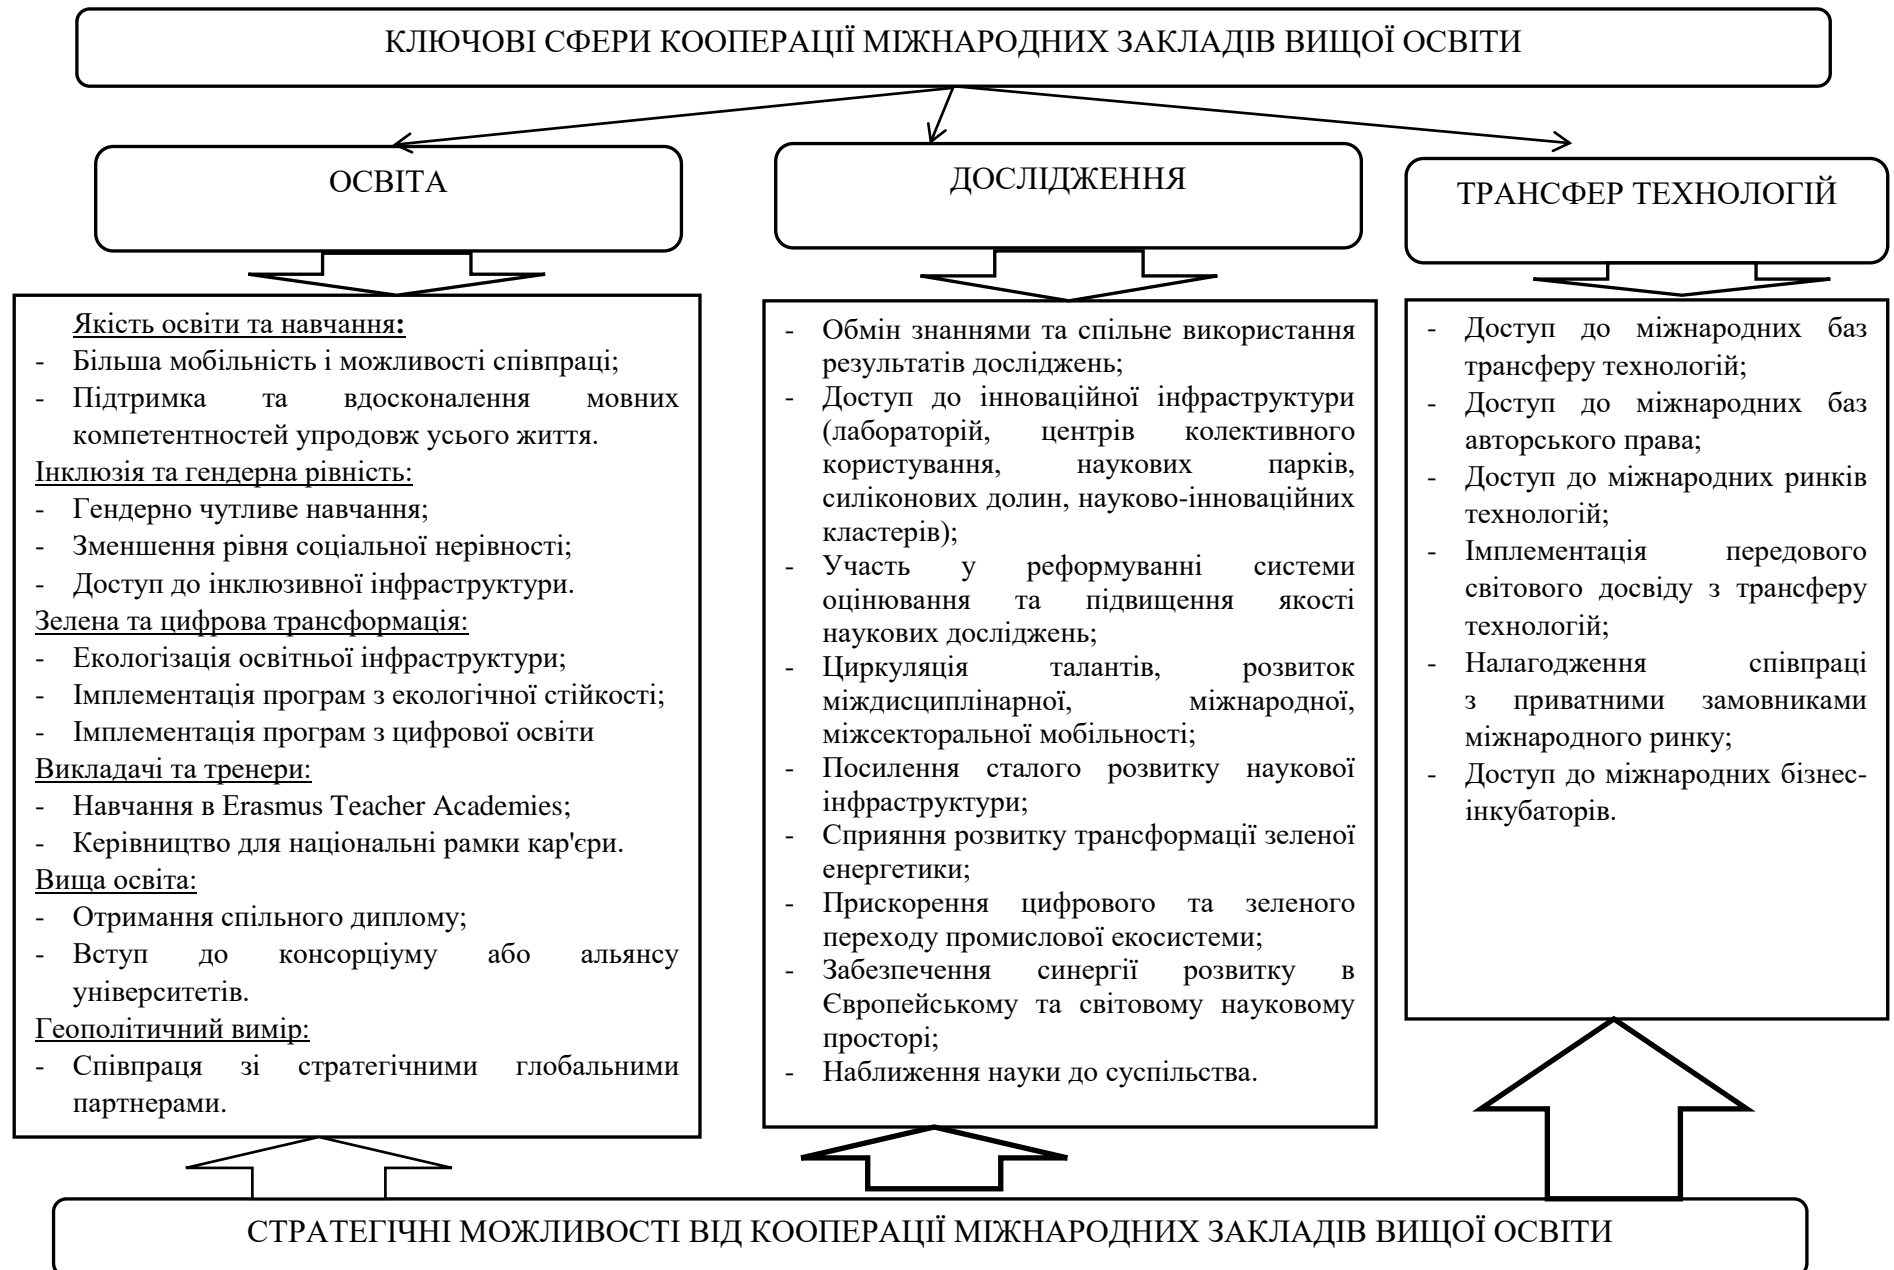 КЛЮЧОВІ СФЕРИ КООПЕРАЦІЇ МІЖНАРОДНИХ ЗАКЛАДІВ ВИЩОЇ ОСВІТИ
ОСВІТА
Якість освіти та навчання:
- Більша мобільність і можливості співпраці;
- Підтримка та вдосконалення мовних
компетентностей упродовж усього життя.
Інклюзія та гендерна рівність:
- Гендерно чутливе навчання;
- Зменшення рівня соціальної нерівності;
- Доступ до інклюзивної інфраструктури.
Зелена та цифрова трансформація:
- Екологізація освітньої інфраструктури;
- Імплементація програм з екологічної стійкості;
- Імплементація програм з цифрової освіти
Викладачі та тренери:
- Навчання в Erasmus Teacher Academies;
- Керівництво для національні рамки кар'єри.
Вища освіта:
- Отримання спільного диплому;
- Вступ до консорціуму або альянсу
університетів.
Геополітичний вимір:
- Співпраця зі стратегічними глобальними
партнерами.
ДОСЛІДЖЕННЯ
- Обмін знаннями та спільне використання
результатів досліджень;
- Доступ до інноваційної інфраструктури
(лабораторій, центрів колективного
користування, наукових парків,
силіконових долин, науково-інноваційних
кластерів);
- Участь у реформуванні системи
оцінювання та підвищення якості
наукових досліджень;
- Циркуляція талантів, розвиток
міждисциплінарної, міжнародної,
міжсекторальної мобільності;
- Посилення сталого розвитку наукової
інфраструктури;
- Сприяння розвитку трансформації зеленої
енергетики;
- Прискорення цифрового та зеленого
переходу промислової екосистеми;
- Забезпечення синергії розвитку в
Європейському та світовому науковому
просторі;
- Наближення науки до суспільства.
ТРАНСФЕР ТЕХНОЛОГІЙ
- Доступ до міжнародних баз
трансферу технологій;
- Доступ до міжнародних баз
авторського права;
- Доступ до міжнародних ринків
технологій;
- Імплементація передового
світового досвіду з трансферу
технологій;
- Налагодження співпраці
з приватними замовниками
міжнародного ринку;
- Доступ до міжнародних бізнес-
інкубаторів.
СТРАТЕГІЧНІ МОЖЛИВОСТІ ВІД КООПЕРАЦІЇ МІЖНАРОДНИХ ЗАКЛАДІВ ВИЩОЇ ОСВІТИ